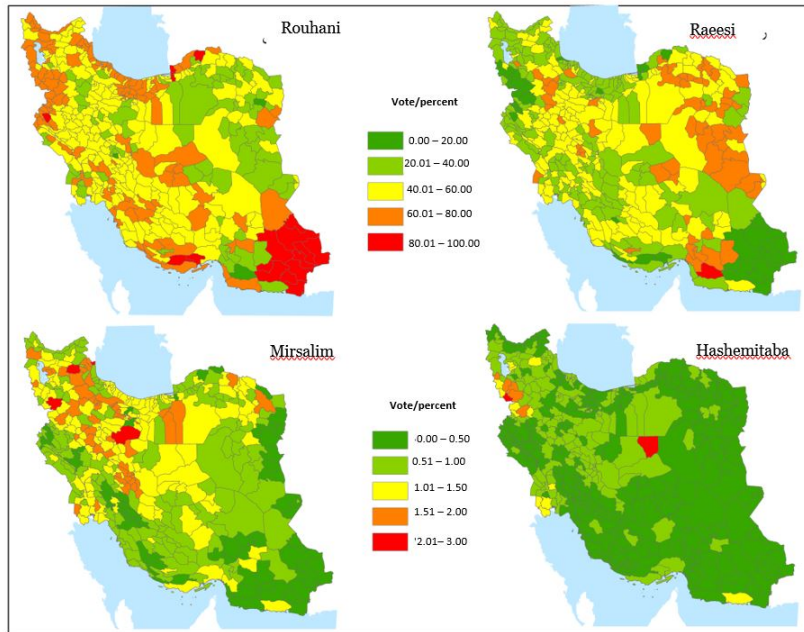 Rouhani
Raeesi
Vote/percent
0.00 – 20.00
20.01 – 40.00
40.01 – 60.00
60.01 – 80.00
80.01 – 100.00
Mirsalim
Hashemitaba
Vote/percent
0.00 – 0.50
0.51 – 1.00
1.01 – 1.50
1.51 – 2.00
'2.01 – 3.00